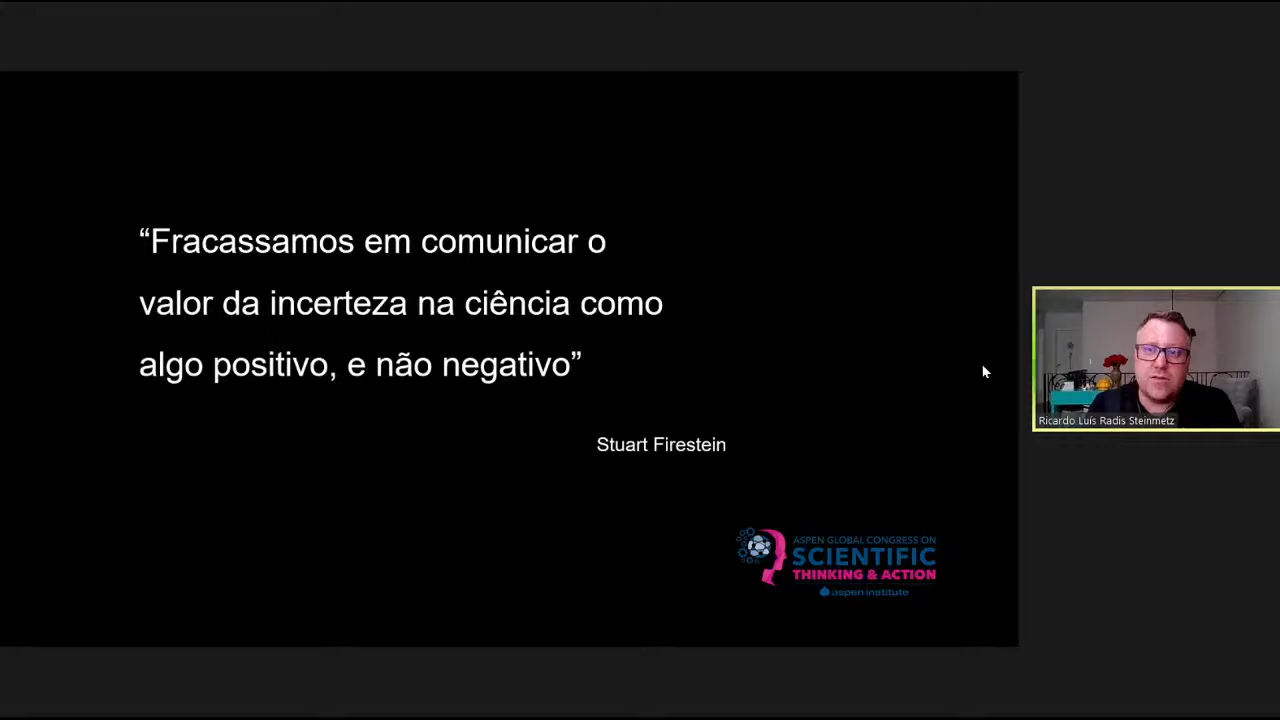 “Fracassamos em comunicar o
valor da incerteza na ciência como
algo positivo, e não negativo”
Stuart Firestein
ASPEN GLOBAL CONGRESS ON
SCIENTIFIC
THINKING & ACTION
aspen institute
Ricardo Luís Radis Steinmetz